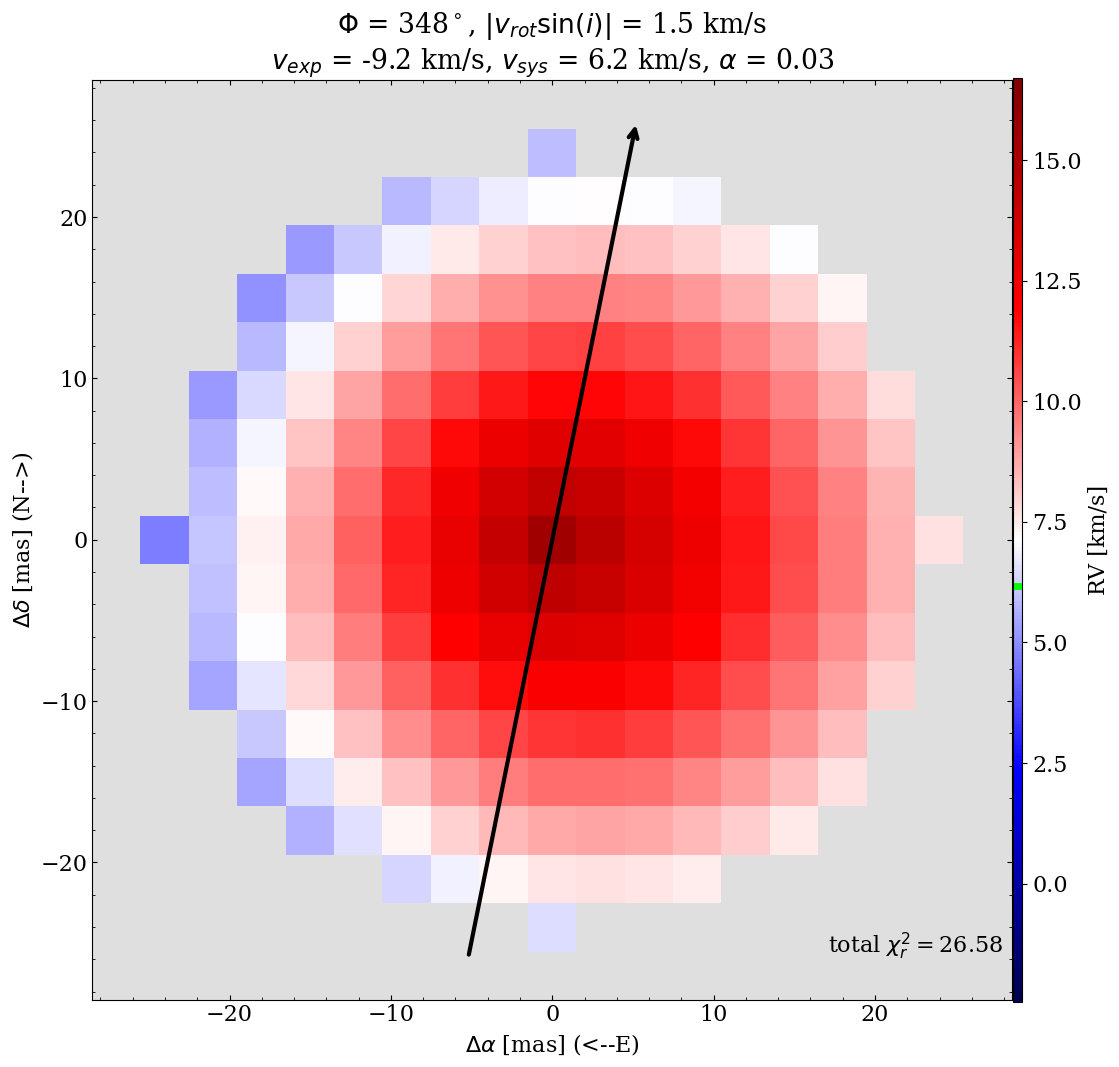 Φ = 348°, |v_rot sin(i)| = 1.5 km/s
v_exp = -9.2 km/s, v_sys = 6.2 km/s, α = 0.03
20
10
0
−10
−20
Δδ [mas] (N-->)
−20
−10
0
10
20
Δα [mas] (<--E)
total χ_r^2 = 26.58
15.0
12.5
10.0
7.5
5.0
2.5
0.0
RV [km/s]